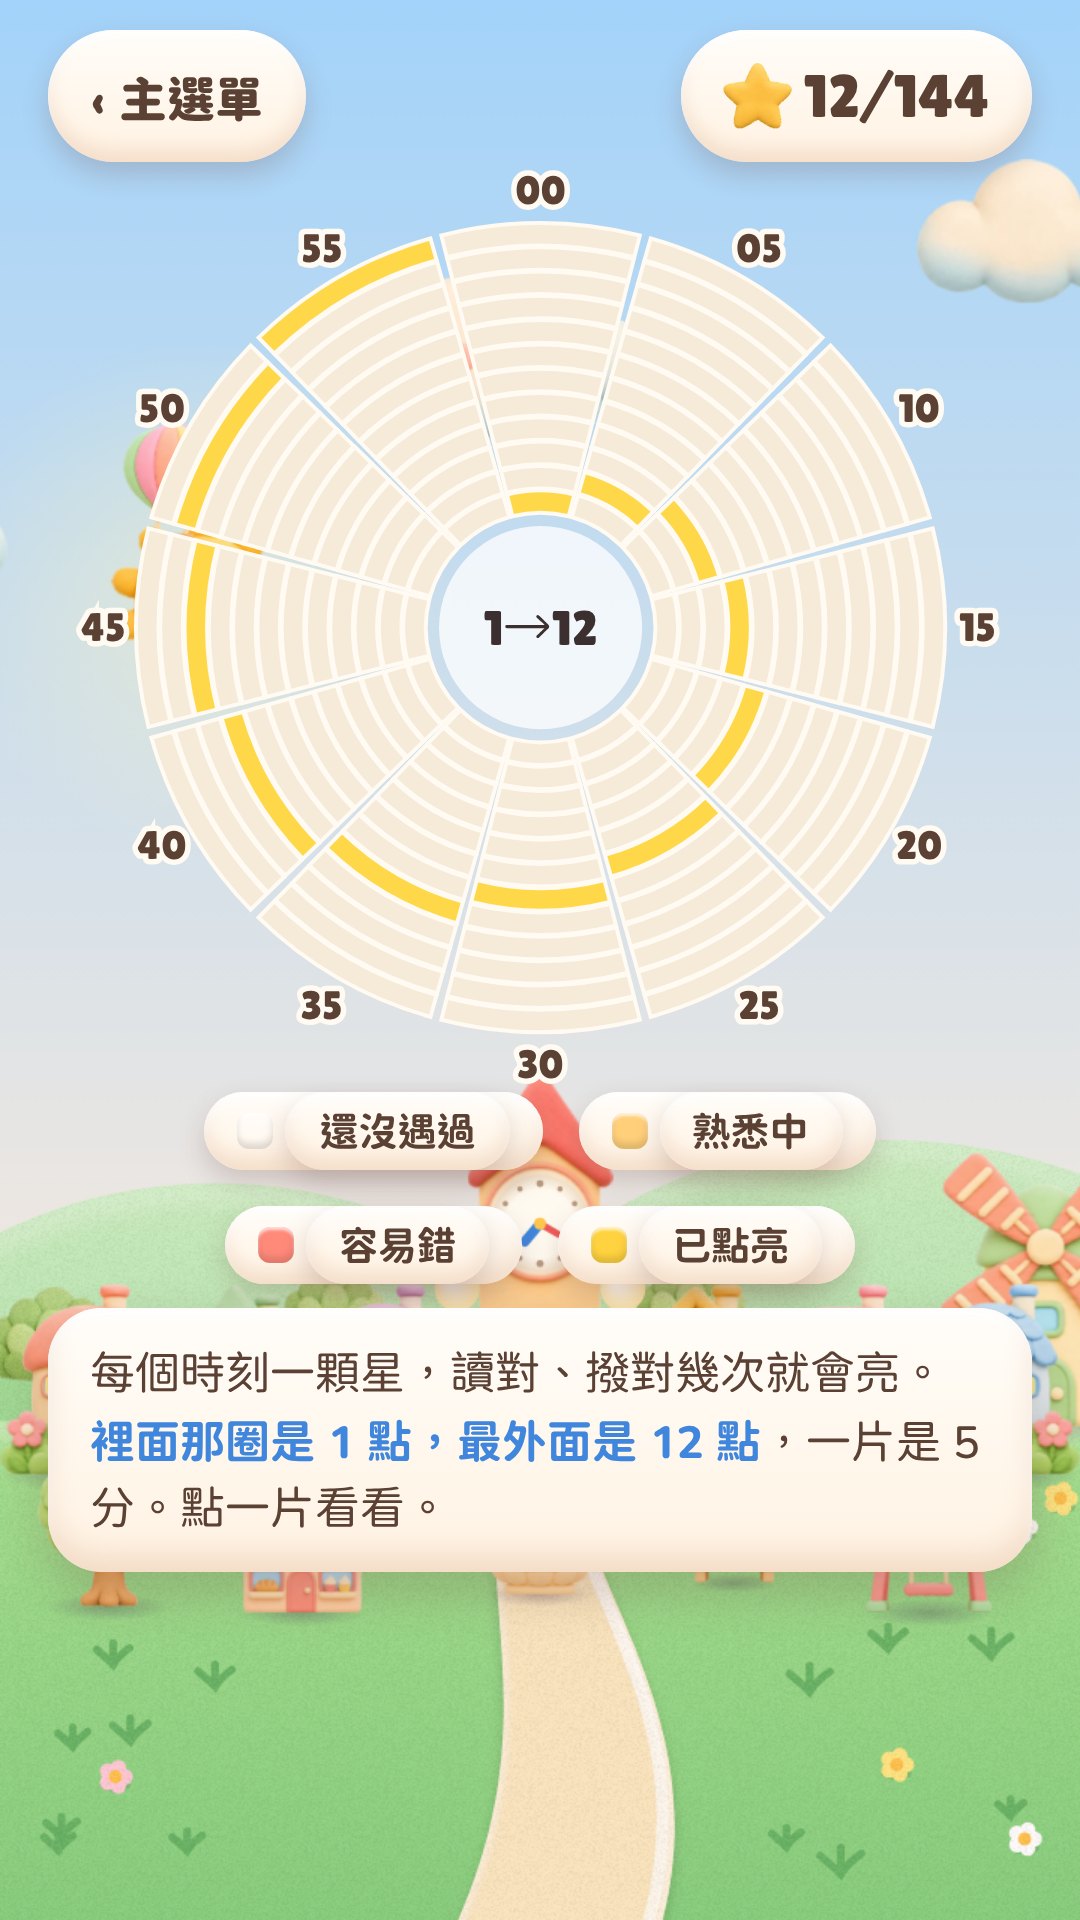 ‹ 主選單
12/144
00
55
05
50
10
45
1→12
15
40
20
35
25
30
還沒遇過
熟悉中
容易錯
已點亮
每個時刻一顆星，讀對、撥對幾次就會亮。
裡面那圈是 1 點，最外面是 12 點，一片是 5
分。點一片看看。